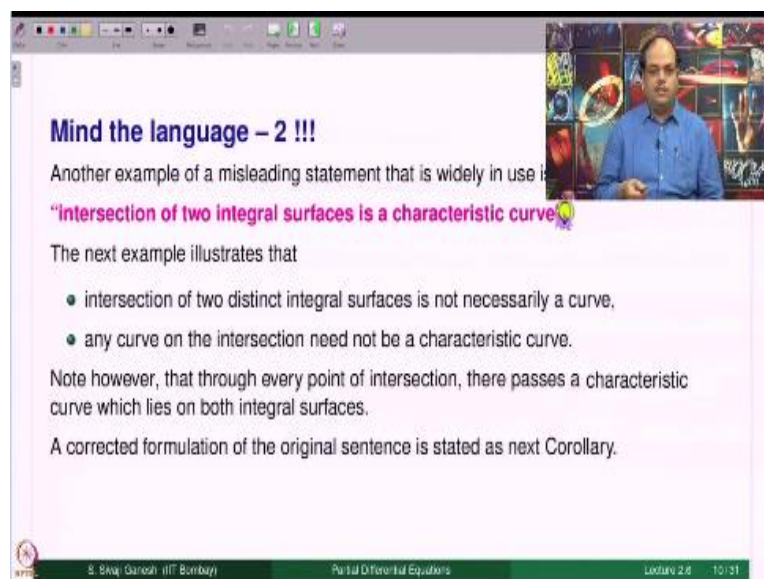 Mind the language – 2 !!!
Another example of a misleading statement that is widely in use
"intersection of two integral surfaces is a characteristic curve
The next example illustrates that
intersection of two distinct integral surfaces is not necessarily a curve,
any curve on the intersection need not be a characteristic curve.
Note however, that through every point of intersection, there passes a characteristic
curve which lies on both integral surfaces.
A corrected formulation of the original sentence is stated as next Corollary.
S. Sivaji Ganesh (IIT Bombay) Partial Differential Equations Lecture 2.6 10/31